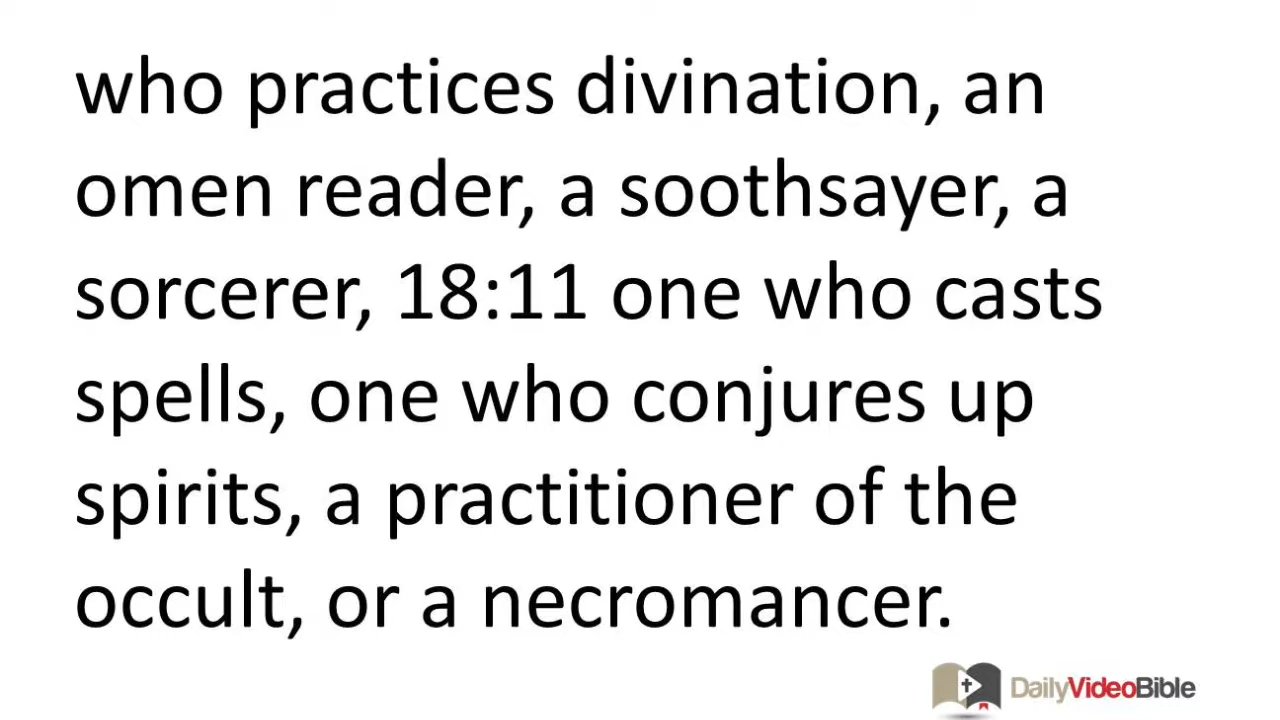 who practices divination, an
omen reader, a soothsayer, a
sorcerer, 18:11 one who casts
spells, one who conjures up
spirits, a practitioner of the
occult, or a necromancer.
DailyVideoBible